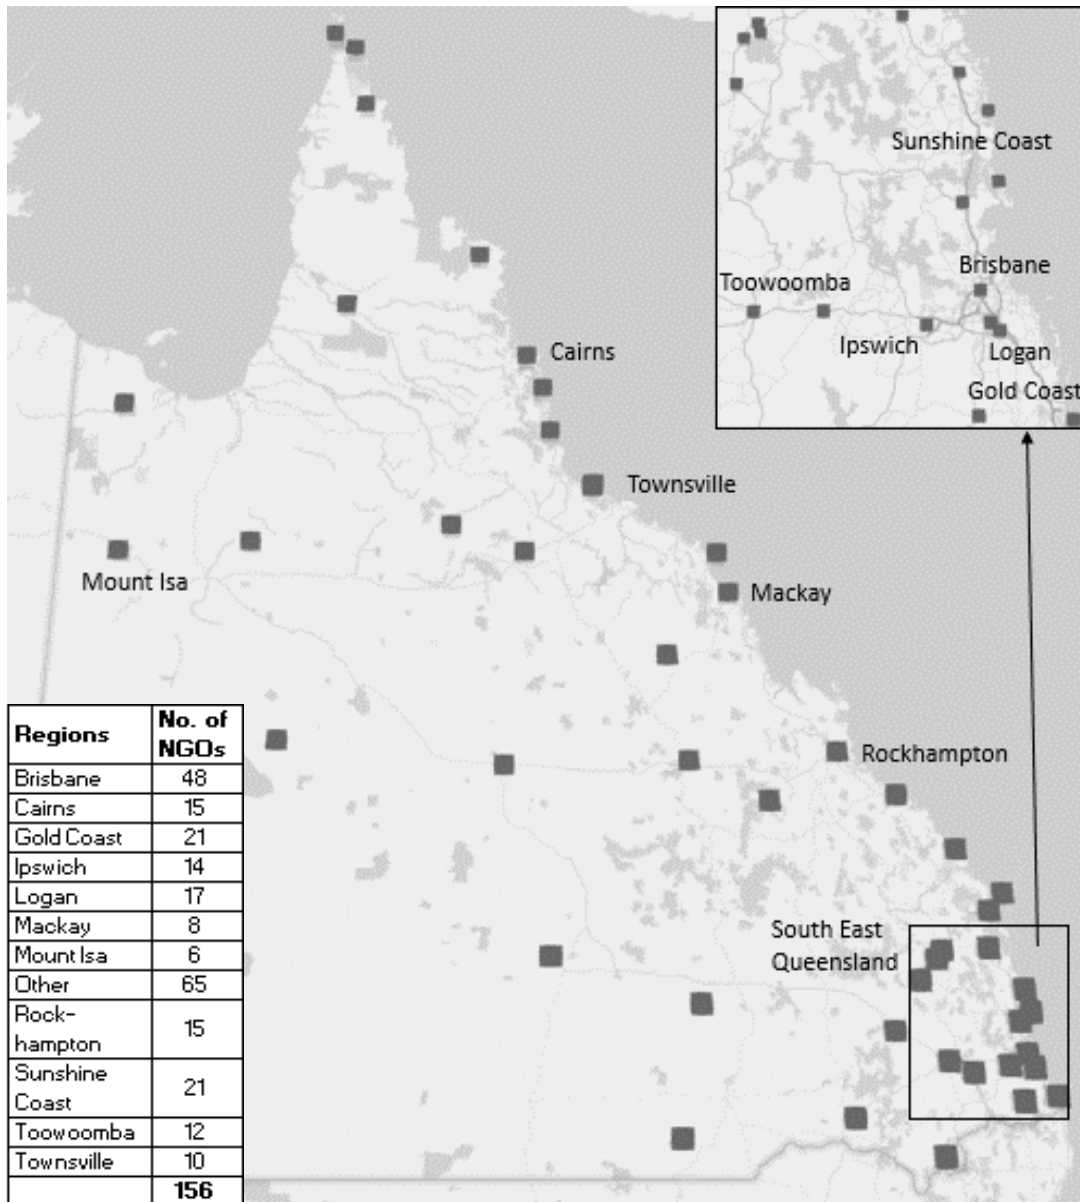 Sunshine Coast
Brisbane
Toowoomba
Ipswich
Logan
Gold Coast
Cairns
Townsville
Mount Isa
Mackay
Rockhampton
South East
Queensland
Regions No. of
NGOs
Brisbane 48
Cairns 15
Gold Coast 21
Ipswich 14
Logan 17
Mackay 8
Mount Isa 6
Other 65
Rock-
hampton 15
Sunshine
Coast 21
Toowoomba 12
Townsville 10
156